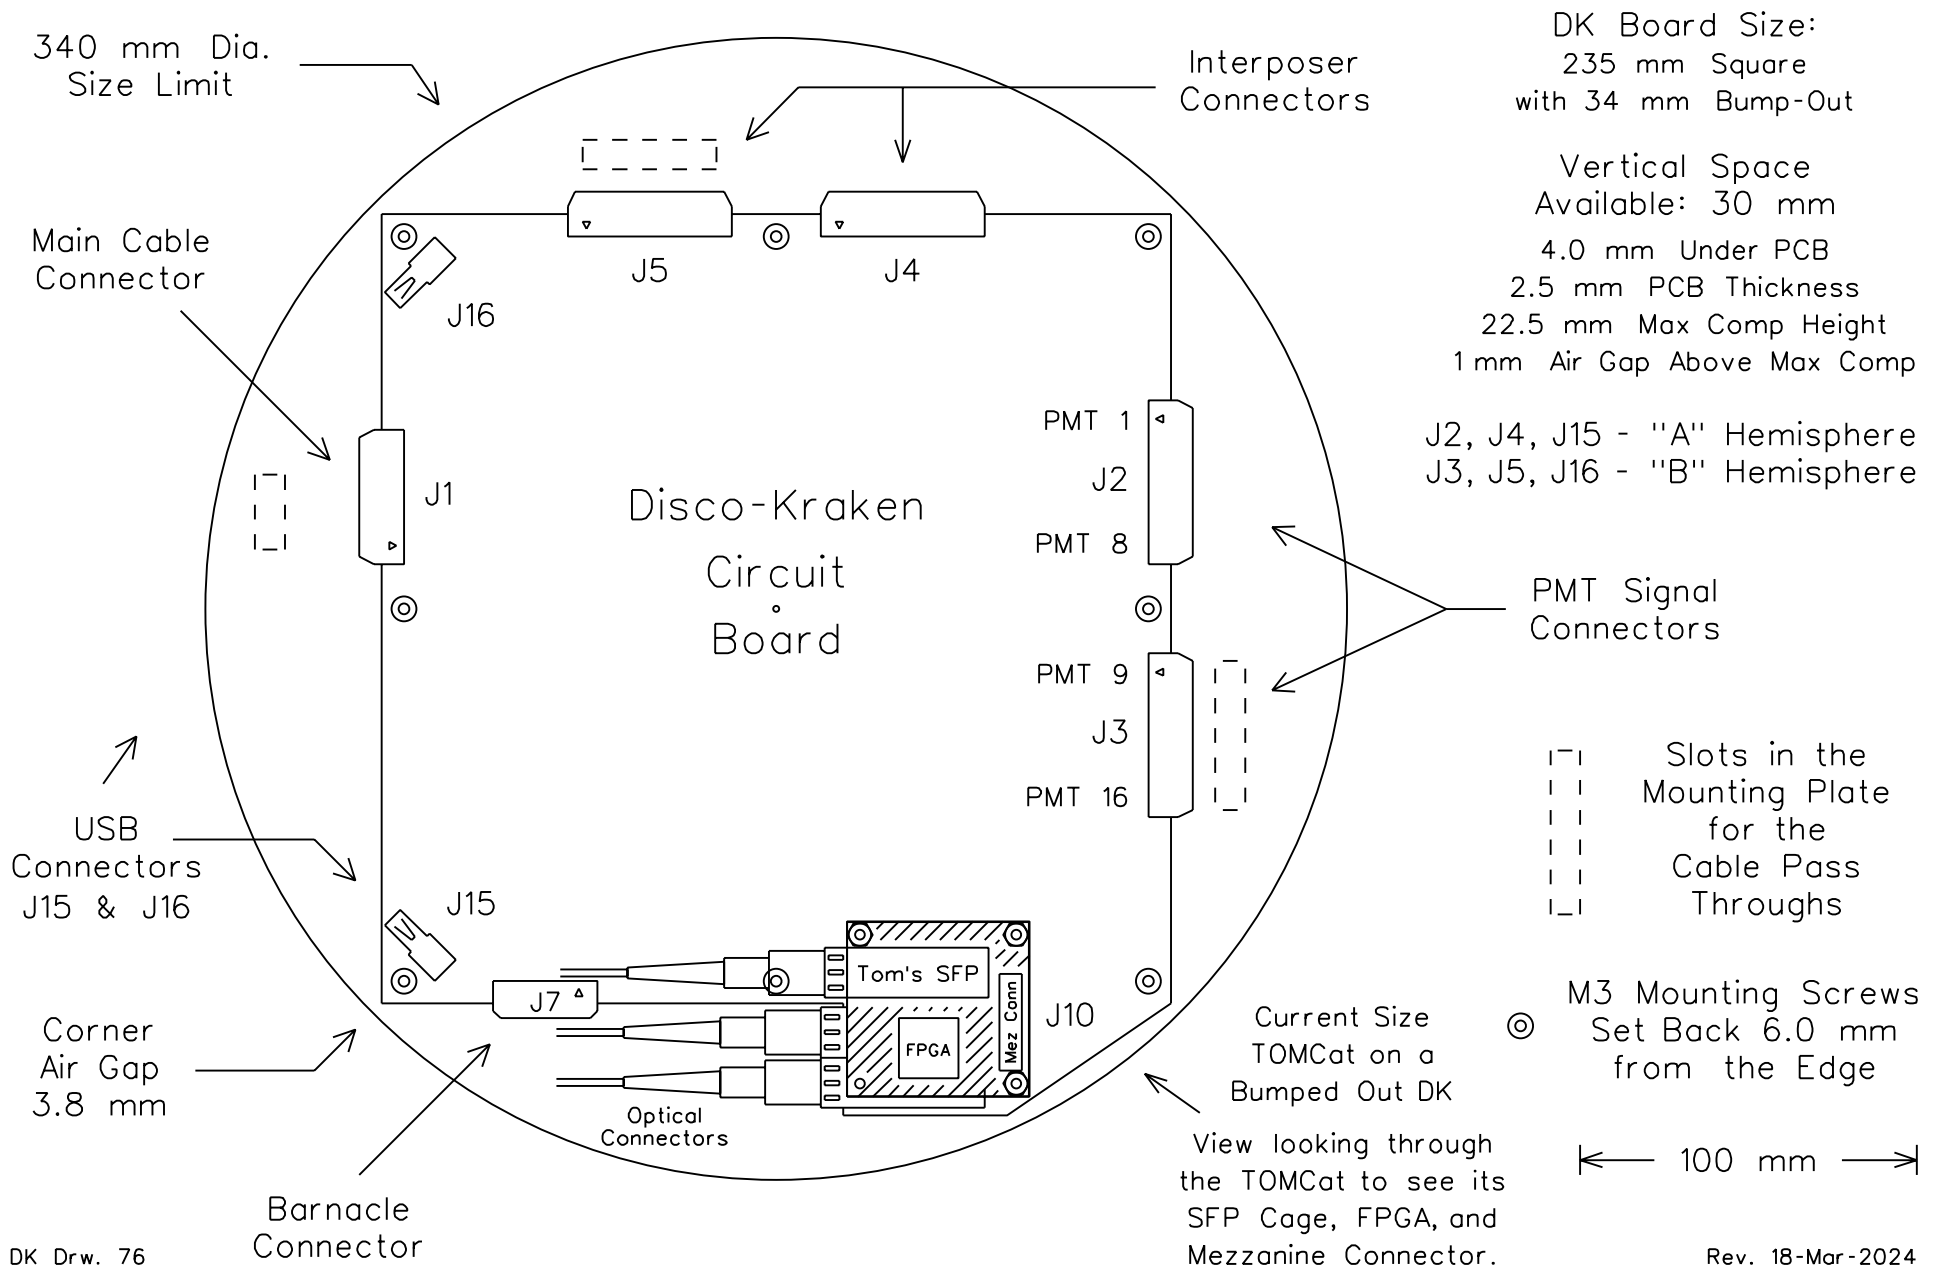 340 mm Dia.
Size Limit
Interposer
Connectors
DK Board Size:
235 mm Square
with 34 mm Bump-Out
Vertical Space
Available: 30 mm
4.0 mm Under PCB
2.5 mm PCB Thickness
22.5 mm Max Comp Height
1 mm Air Gap Above Max Comp
J2, J4, J15 - "A" Hemisphere
J3, J5, J16 - "B" Hemisphere
Main Cable
Connector
J5
J4
J16
J1
PMT 1
J2
PMT 8
Disco-Kraken
Circuit
Board
PMT Signal
Connectors
PMT 9
J3
PMT 16
Slots in the
Mounting Plate
for the
Cable Pass
Throughs
USB
Connectors
J15 & J16
J15
Tom's SFP
J7
Mez Conn
J10
FPGA
M3 Mounting Screws
Set Back 6.0 mm
from the Edge
Corner
Air Gap
3.8 mm
Optical
Connectors
Current Size
TOMCat on a
Bumped Out DK
View looking through
the TOMCat to see its
SFP Cage, FPGA, and
Mezzanine Connector.
100 mm
Barnacle
Connector
DK Drw. 76
Rev. 18-Mar-2024